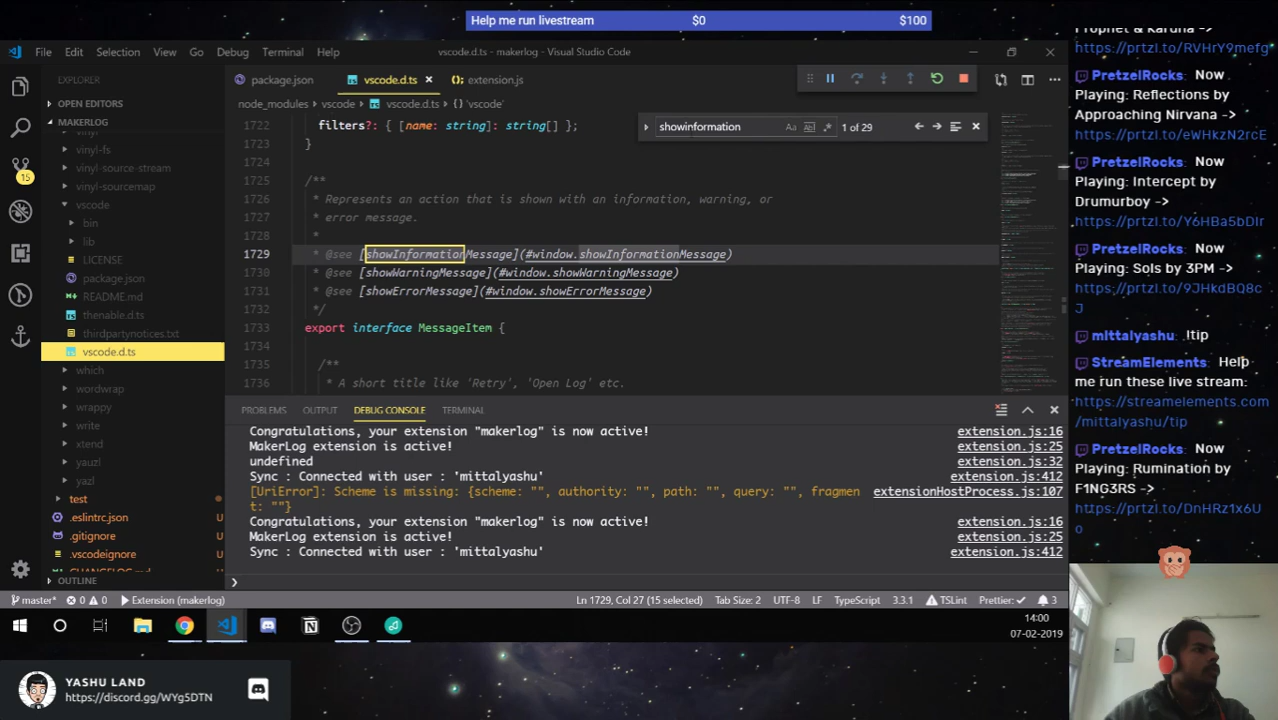 Help me run livestream $0 $100
File Edit Selection View Go Debug Terminal Help
vscode.d.ts - makerlog - Visual Studio Code
EXPLORER
OPEN EDITORS
MAKERLOG
vinyl-fs
vinyl-source-stream
vinyl-sourcemap
vscode
bin
lib
LICENSE
package.json
README.md
thenable.d.ts
thirdpartynotices.txt
vscode.d.ts
which
wordwrap
wrappy
write
xtend
yauzl
yazl
test
.eslintrc.json U
.gitignore U
.vscodeignore U
OUTLINE
15
package.json vscode.d.ts extension.js
node_modules vscode vscode.d.ts 'vscode'
showinformation Aa Abl 1 of 29
1722 filters?: { [name: string]: string[] };
1723 }
1724
1725 /**
1726 * Represents an action that is shown with an information, warning, or
1727 * error message.
1728 *
1729 * @see [showInformationMessage](#window.showInformationMessage)
1730 * @see [showWarningMessage](#window.showWarningMessage)
1731 * @see [showErrorMessage](#window.showErrorMessage)
1732 */
1733 export interface MessageItem {
1734
1735 /**
1736 * A short title like 'Retry', 'Open Log' etc.
PROBLEMS OUTPUT DEBUG CONSOLE TERMINAL
Congratulations, your extension "makerlog" is now active! extension.js:16
MakerLog extension is active! extension.js:25
undefined extension.js:32
Sync : Connected with user : 'mittalyashu' extension.js:412
[UriError]: Scheme is missing: {scheme: "", authority: "", path: "", query: "", fragmen extensionHostProcess.js:107
t: ""}
Congratulations, your extension "makerlog" is now active! extension.js:16
MakerLog extension is active! extension.js:25
Sync : Connected with user : 'mittalyashu' extension.js:412
master* 0 0 Extension (makerlog) Ln 1729, Col 27 (15 selected) Tab Size: 2 UTF-8 LF TypeScript 3.3.1 TSLint Prettier: 3
14:00
07-02-2019
YASHU LAND
https://discord.gg/WYg5DTN
https://prtzl.to/RVHrY9mefg
PretzelRocks: Now
Playing: Reflections by
Approaching Nirvana ->
https://prtzl.to/eWHkzN2rcE
PretzelRocks: Now
Playing: Intercept by
Drumurboy ->
https://prtzl.to/Y6HBa5bDIr
PretzelRocks: Now
Playing: Sols by 3PM ->
https://prtzl.to/9JHkdBQ8c
J
mittalyashu: !tip
StreamElements: Help
me run these live stream:
https://streamelements.com
/mittalyashu/tip
PretzelRocks: Now
Playing: Rumination by
F1NG3RS ->
https://prtzl.to/DnHRz1x6U
o